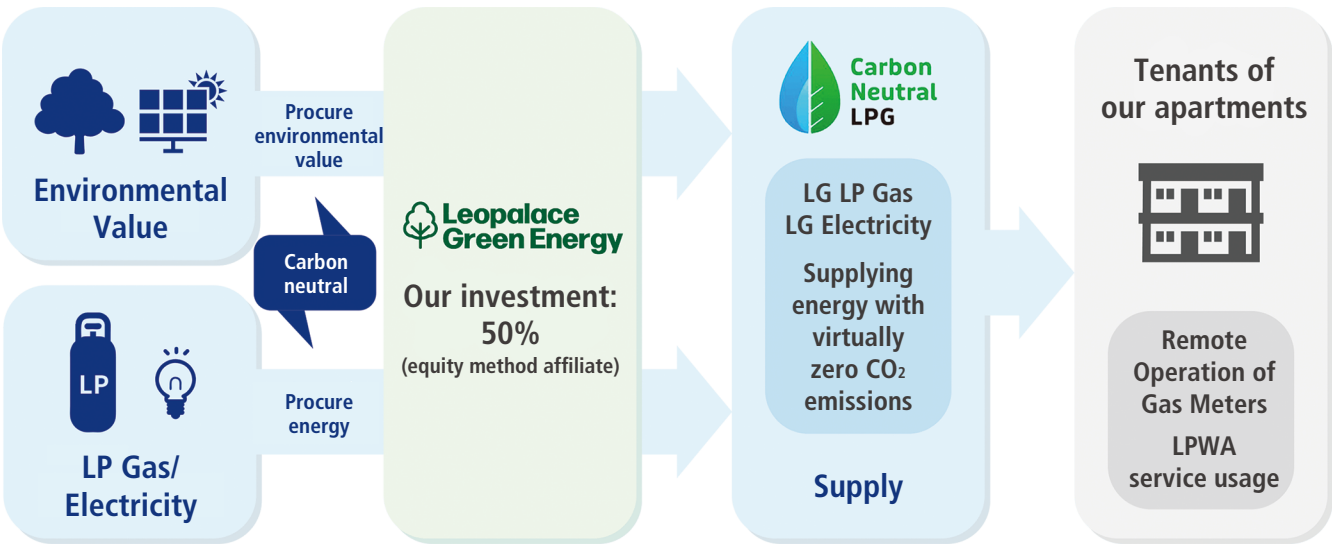 Environmental
Value
LP
LP Gas/
Electricity
Procure
environmental
value
Carbon
neutral
Procure
energy
Leopalace
Green Energy
Our investment:
50%
(equity method affiliate)
Carbon
Neutral
LPG
LG LP Gas
LG Electricity
Supplying
energy with
virtually
zero CO₂
emissions
Supply
Tenants of
our apartments
Remote
Operation of
Gas Meters
LPWA
service usage